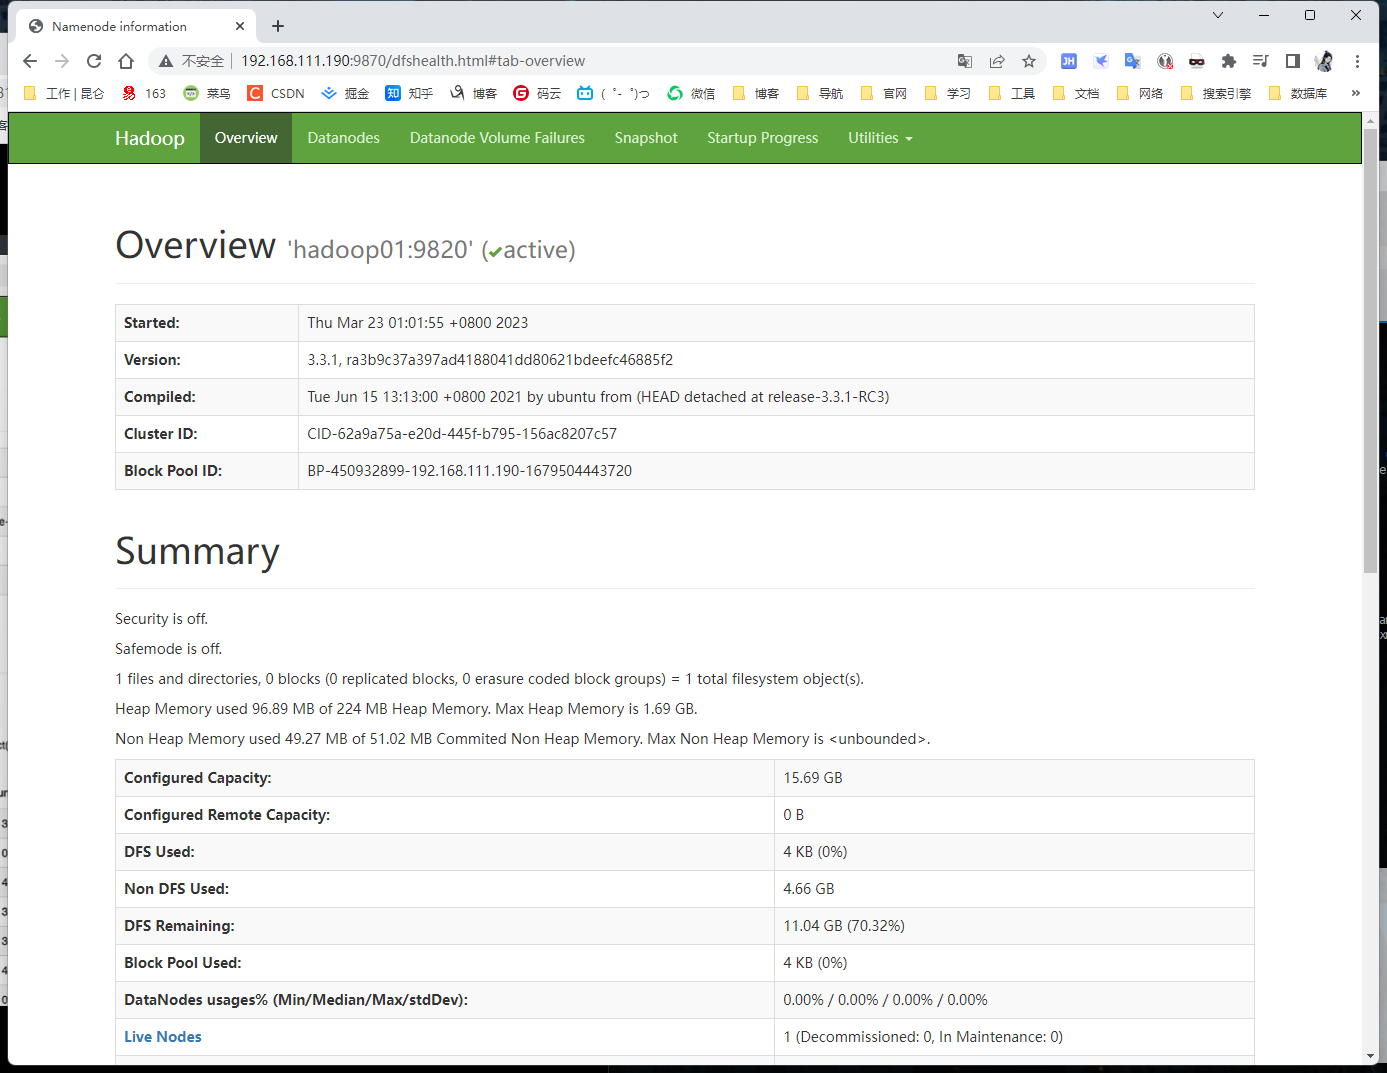 Namenode information
不安全 192.168.111.190:9870/dfshealth.html#tab-overview
工作 | 昆仑 163 菜鸟 CSDN 掘金 知乎 博客 码云 ( ゜- ゜)つ 微信 博客 导航 官网 学习 工具 文档 网络 搜索引擎 数据库 »
Hadoop Overview Datanodes Datanode Volume Failures Snapshot Startup Progress Utilities
Overview 'hadoop01:9820' (✔active)
Started: Thu Mar 23 01:01:55 +0800 2023
Version: 3.3.1, ra3b9c37a397ad4188041dd80621bdeefc46885f2
Compiled: Tue Jun 15 13:13:00 +0800 2021 by ubuntu from (HEAD detached at release-3.3.1-RC3)
Cluster ID: CID-62a9a75a-e20d-445f-b795-156ac8207c57
Block Pool ID: BP-450932899-192.168.111.190-1679504443720
Summary
Security is off.
Safemode is off.
1 files and directories, 0 blocks (0 replicated blocks, 0 erasure coded block groups) = 1 total filesystem object(s).
Heap Memory used 96.89 MB of 224 MB Heap Memory. Max Heap Memory is 1.69 GB.
Non Heap Memory used 49.27 MB of 51.02 MB Commited Non Heap Memory. Max Non Heap Memory is <unbounded>.
Configured Capacity: 15.69 GB
Configured Remote Capacity: 0 B
DFS Used: 4 KB (0%)
Non DFS Used: 4.66 GB
DFS Remaining: 11.04 GB (70.32%)
Block Pool Used: 4 KB (0%)
DataNodes usages% (Min/Median/Max/stdDev): 0.00% / 0.00% / 0.00% / 0.00%
Live Nodes 1 (Decommissioned: 0, In Maintenance: 0)